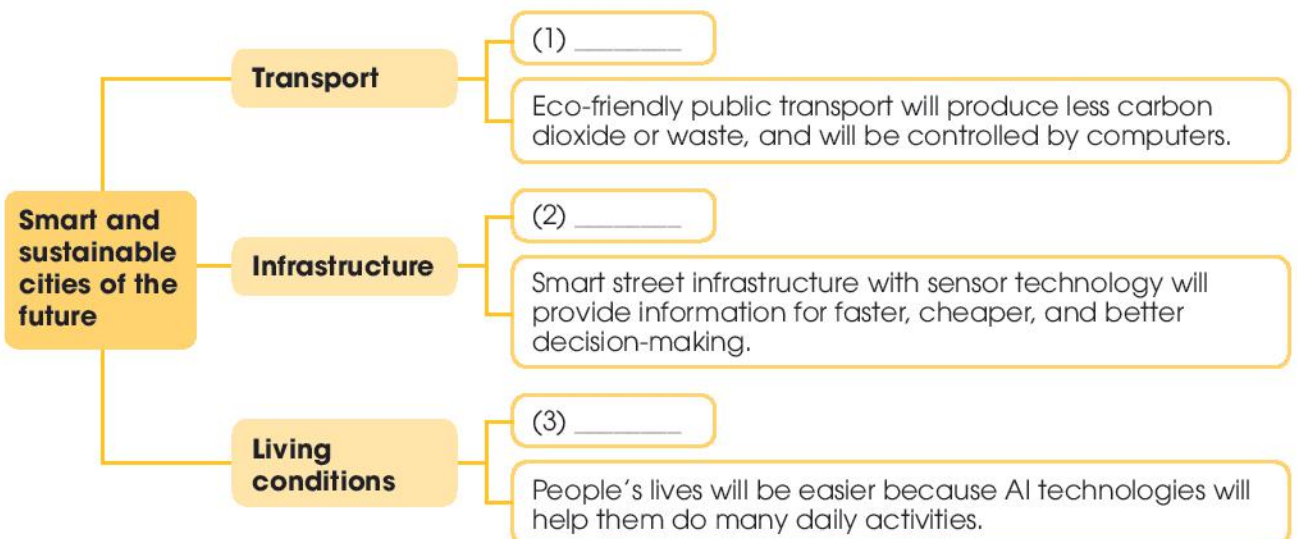 Smart and
sustainable
cities of the
future
Transport
(1) ________
Eco-friendly public transport will produce less carbon
dioxide or waste, and will be controlled by computers.
Infrastructure
(2) ________
Smart street infrastructure with sensor technology will
provide information for faster, cheaper, and better
decision-making.
Living
conditions
(3) ________
People's lives will be easier because AI technologies will
help them do many daily activities.